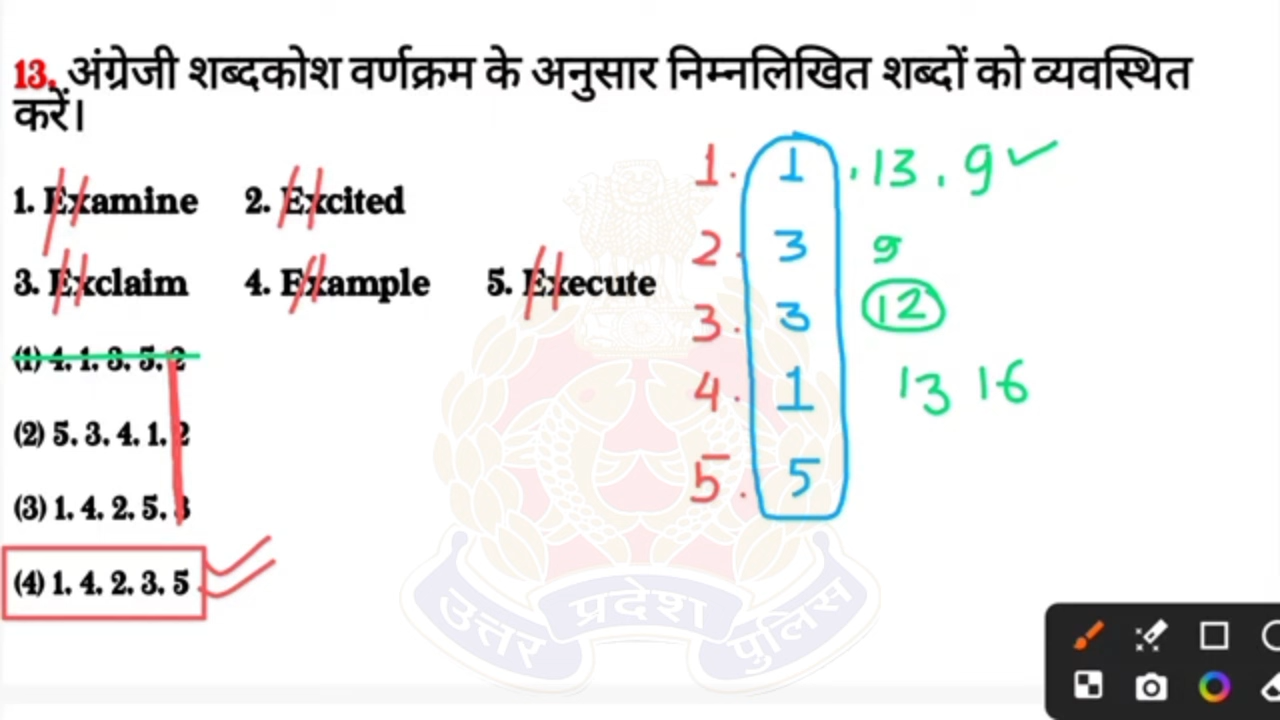 13. अंग्रेजी शब्दकोश वर्णक्रम के अनुसार निम्नलिखित शब्दों को व्यवस्थित
करें।
1. Examine 2. Excited
3. Exclaim 4. Example 5. Execute
(1) 4. 1. 3. 5. 2
(2) 5. 3. 4. 1. 2
(3) 1. 4. 2. 5. 3
(4) 1. 4. 2. 3. 5
1. 1 . 13 . 9
2. 3 9
3. 3 12
4. 1 13 16
5. 5
उत्तर प्रदेश पुलिस